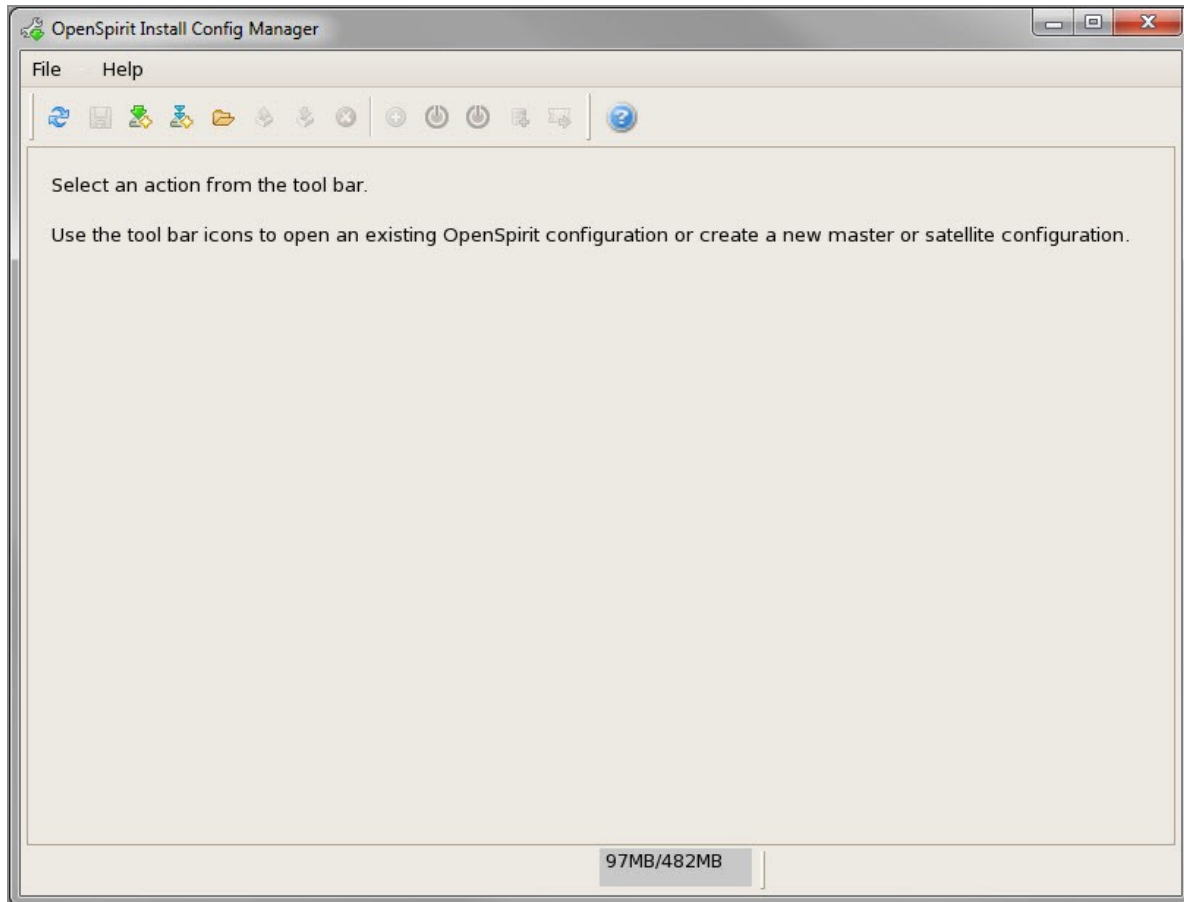 OpenSpirit Install Config Manager
File Help
Select an action from the tool bar.
Use the tool bar icons to open an existing OpenSpirit configuration or create a new master or satellite configuration.
97MB/482MB